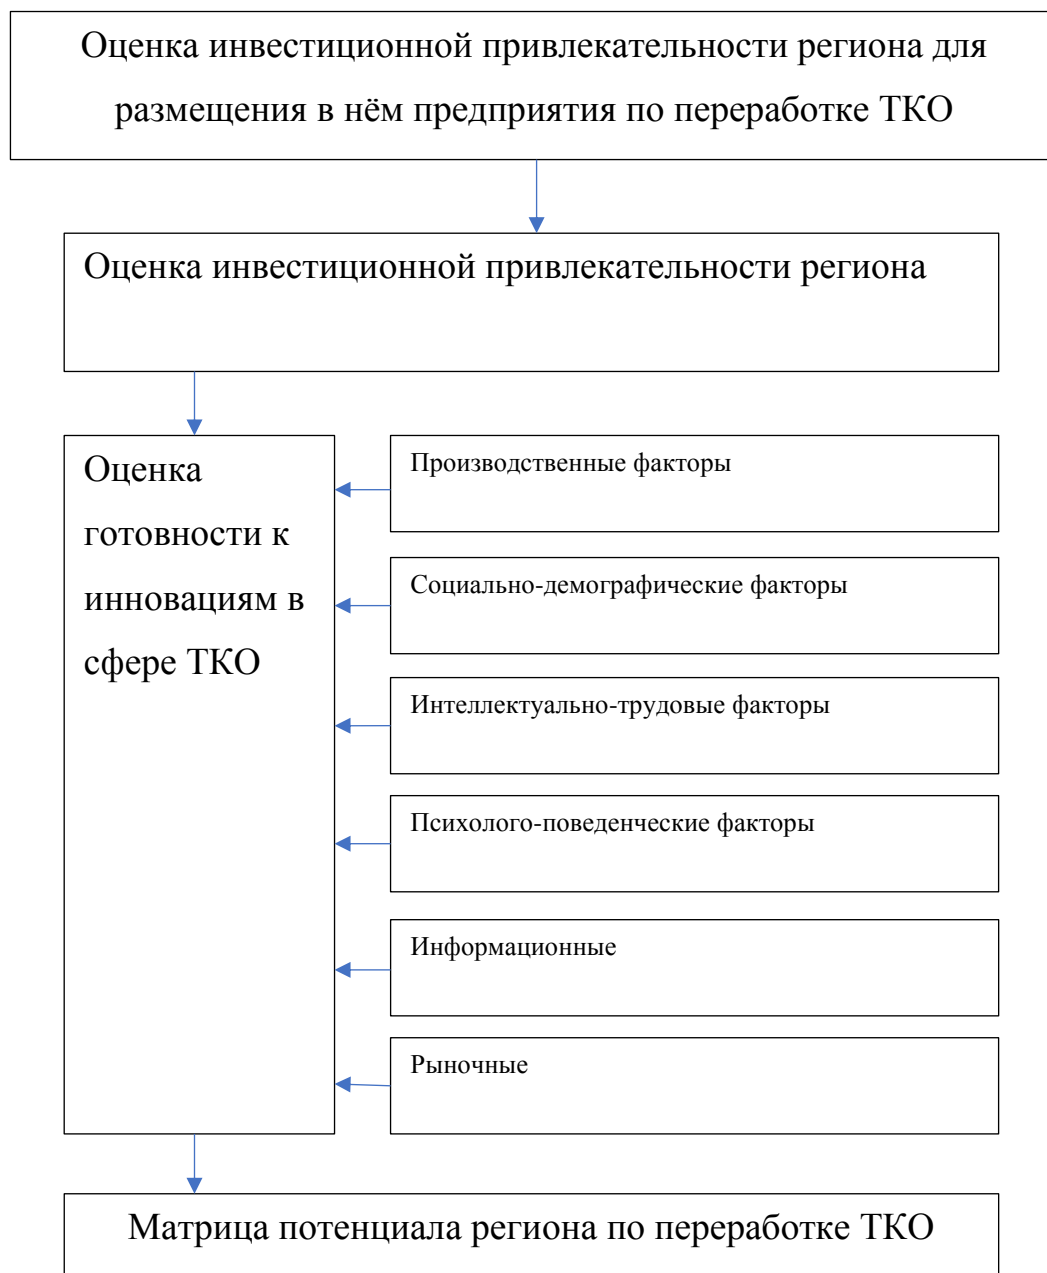 Оценка инвестиционной привлекательности региона для
размещения в нём предприятия по переработке ТКО
Оценка инвестиционной привлекательности региона
Оценка
готовности к
инновациям в
сфере ТКО
Производственные факторы
Социально-демографические факторы
Интеллектуально-трудовые факторы
Психолого-поведенческие факторы
Информационные
Рыночные
Матрица потенциала региона по переработке ТКО